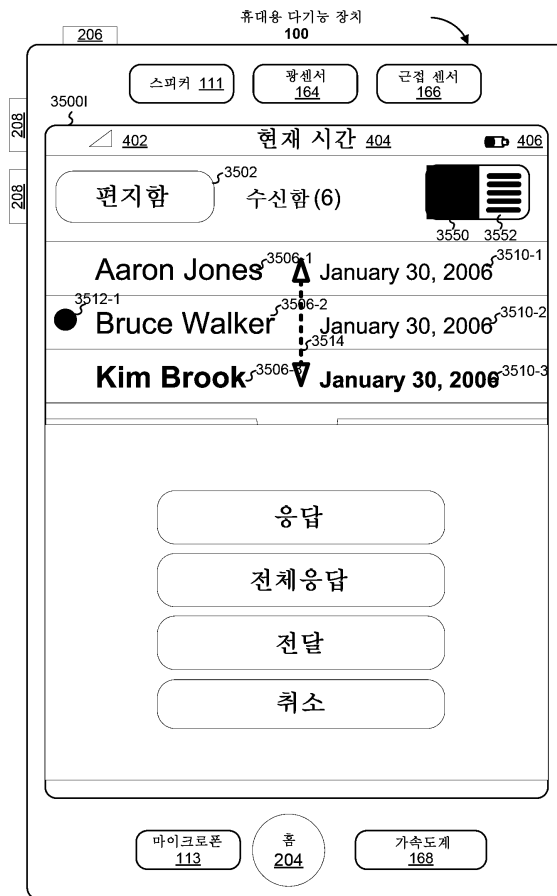 206
휴대용 다기능 장치
100
스피커 111
광센서
164
근접 센서
166
208
208
3500I
402
현재 시간 404
406
편지함
3502
수신함 (6)
3550
3552
Aaron Jones
3506-1
January 30, 2006
3510-1
3512-1
Bruce Walker
3506-2
January 30, 2006
3510-2
3514
Kim Brook
3506-3
January 30, 2006
3510-3
응답
전체응답
전달
취소
마이크로폰
113
홈
204
가속도계
168